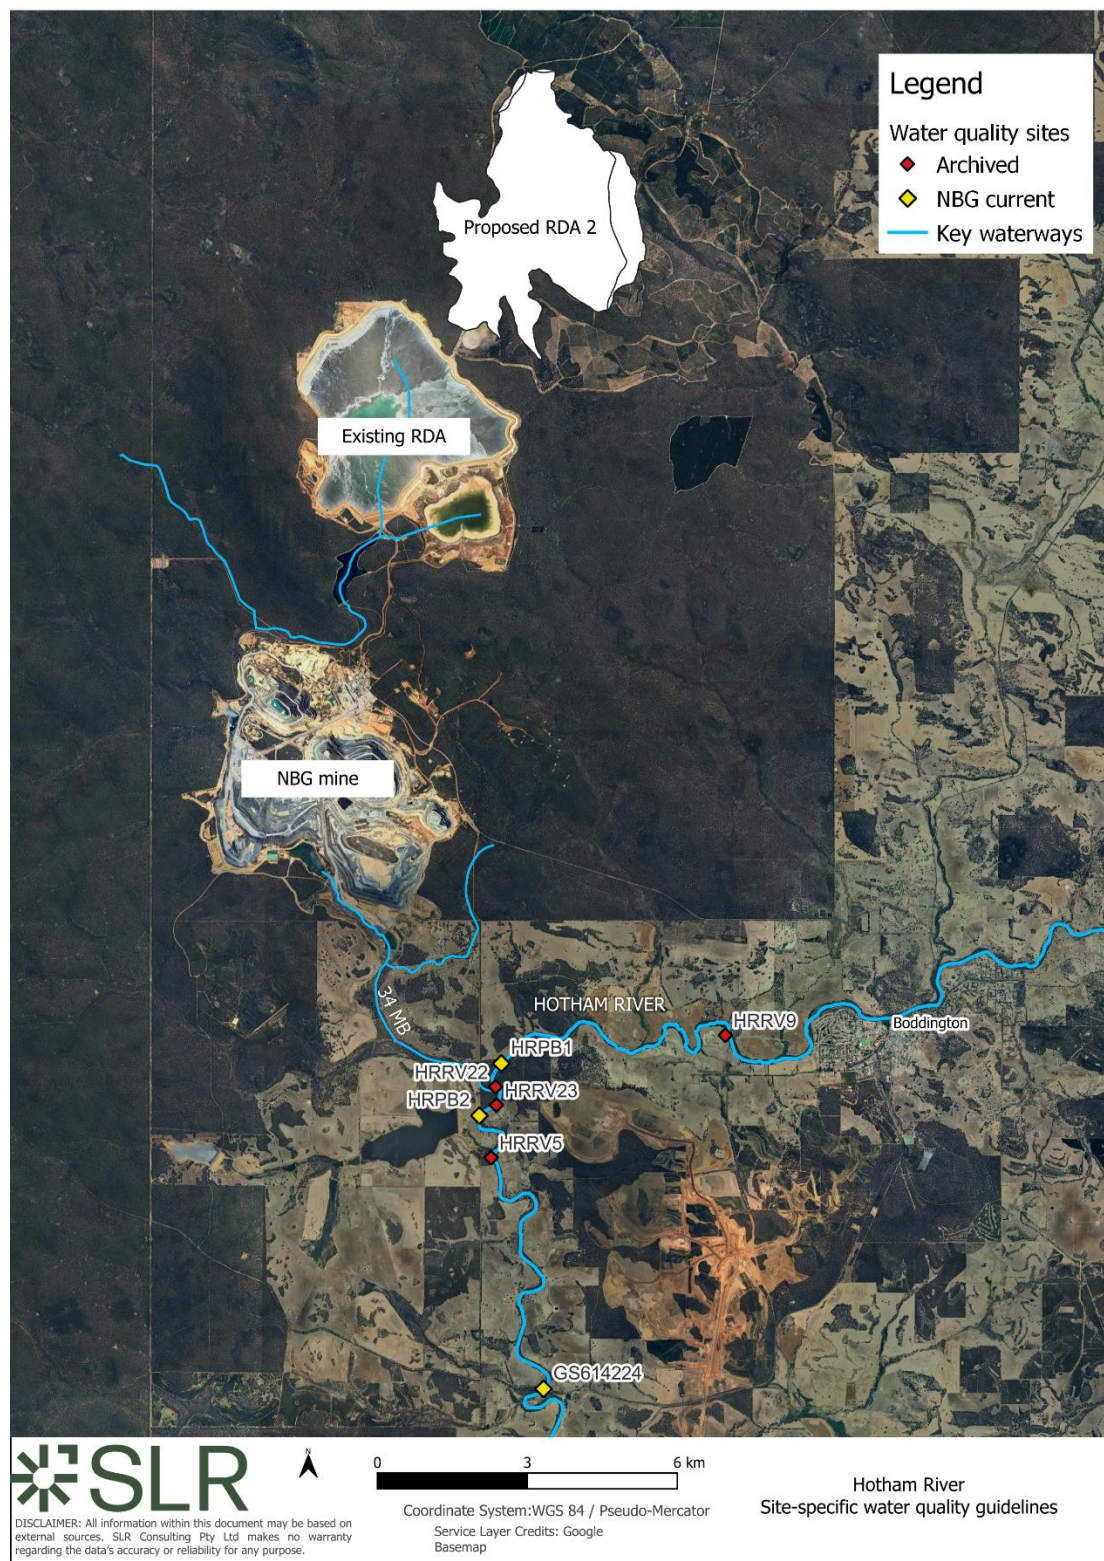 Legend
Water quality sites
Archived
NBG current
Key waterways
Proposed RDA 2
Existing RDA
NBG mine
34 MB
HOTHAM RIVER
HRRV9
Boddington
HRPB1
HRRV22
HRRV23
HRPB2
HRRV5
GS614224
SLR
N
0 3 6 km
Coordinate System:WGS 84 / Pseudo-Mercator
Service Layer Credits: Google
Basemap
Hotham River
Site-specific water quality guidelines
DISCLAIMER: All information within this document may be based on
external sources. SLR Consulting Pty Ltd makes no warranty
regarding the data's accuracy or reliability for any purpose.